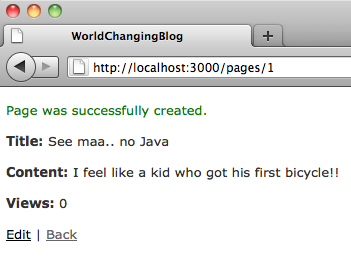 WorldChangingBlog
http://localhost:3000/pages/1
Page was successfully created.
Title: See maa.. no Java
Content: I feel like a kid who got his first bicycle!!
Views: 0
Edit | Back